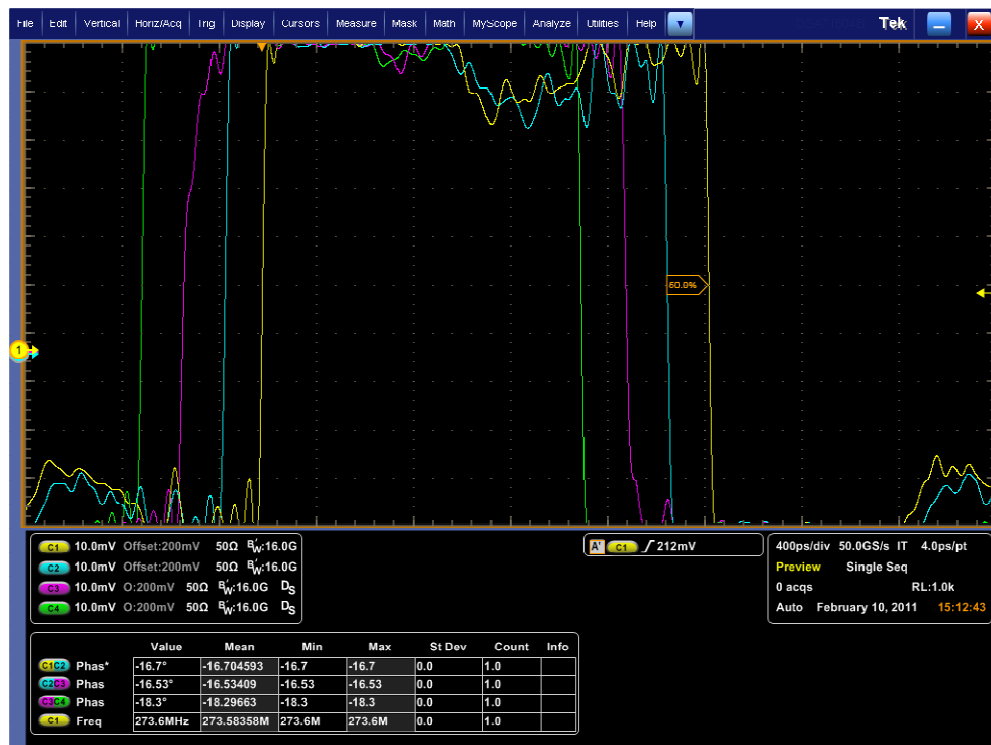 File Edit Vertical Horiz/Acq Trig Display Cursors Measure Mask Math MyScope Analyze Utilities Help Tek X
60.0%
1
C1 10.0mV Offset:200mV 50Ω B'W:16.0G
C2 10.0mV Offset:200mV 50Ω B'W:16.0G
C3 10.0mV O:200mV 50Ω B'W:16.0G DS
C4 10.0mV O:200mV 50Ω B'W:16.0G DS
A' C1 212mV
400ps/div 50.0GS/s IT 4.0ps/pt
Preview Single Seq
0 acqs RL:1.0k
Auto February 10, 2011 15:12:43
Value Mean Min Max St Dev Count Info
C1C2 Phas* -16.7° -16.704593 -16.7 -16.7 0.0 1.0
C2C3 Phas -16.53° -16.53409 -16.53 -16.53 0.0 1.0
C3C4 Phas -18.3° -18.29663 -18.3 -18.3 0.0 1.0
C1 Freq 273.6MHz 273.58358M 273.6M 273.6M 0.0 1.0